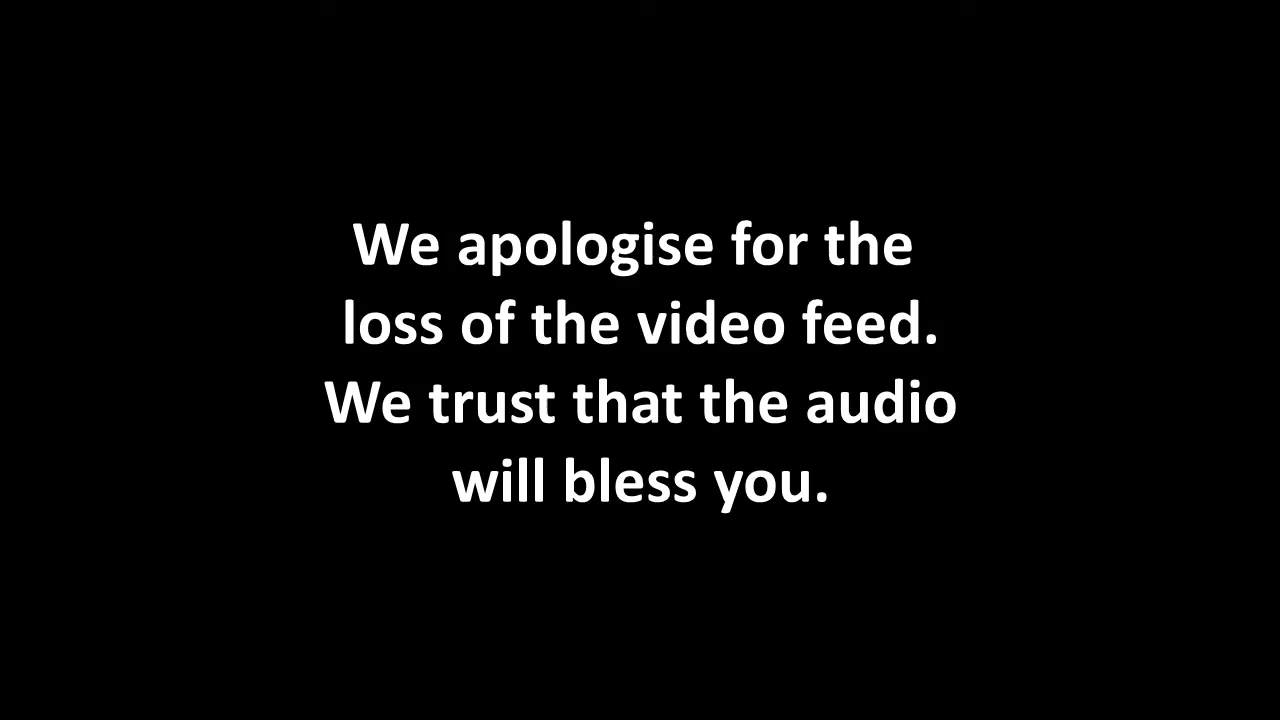 We apologise for the
loss of the video feed.
We trust that the audio
will bless you.